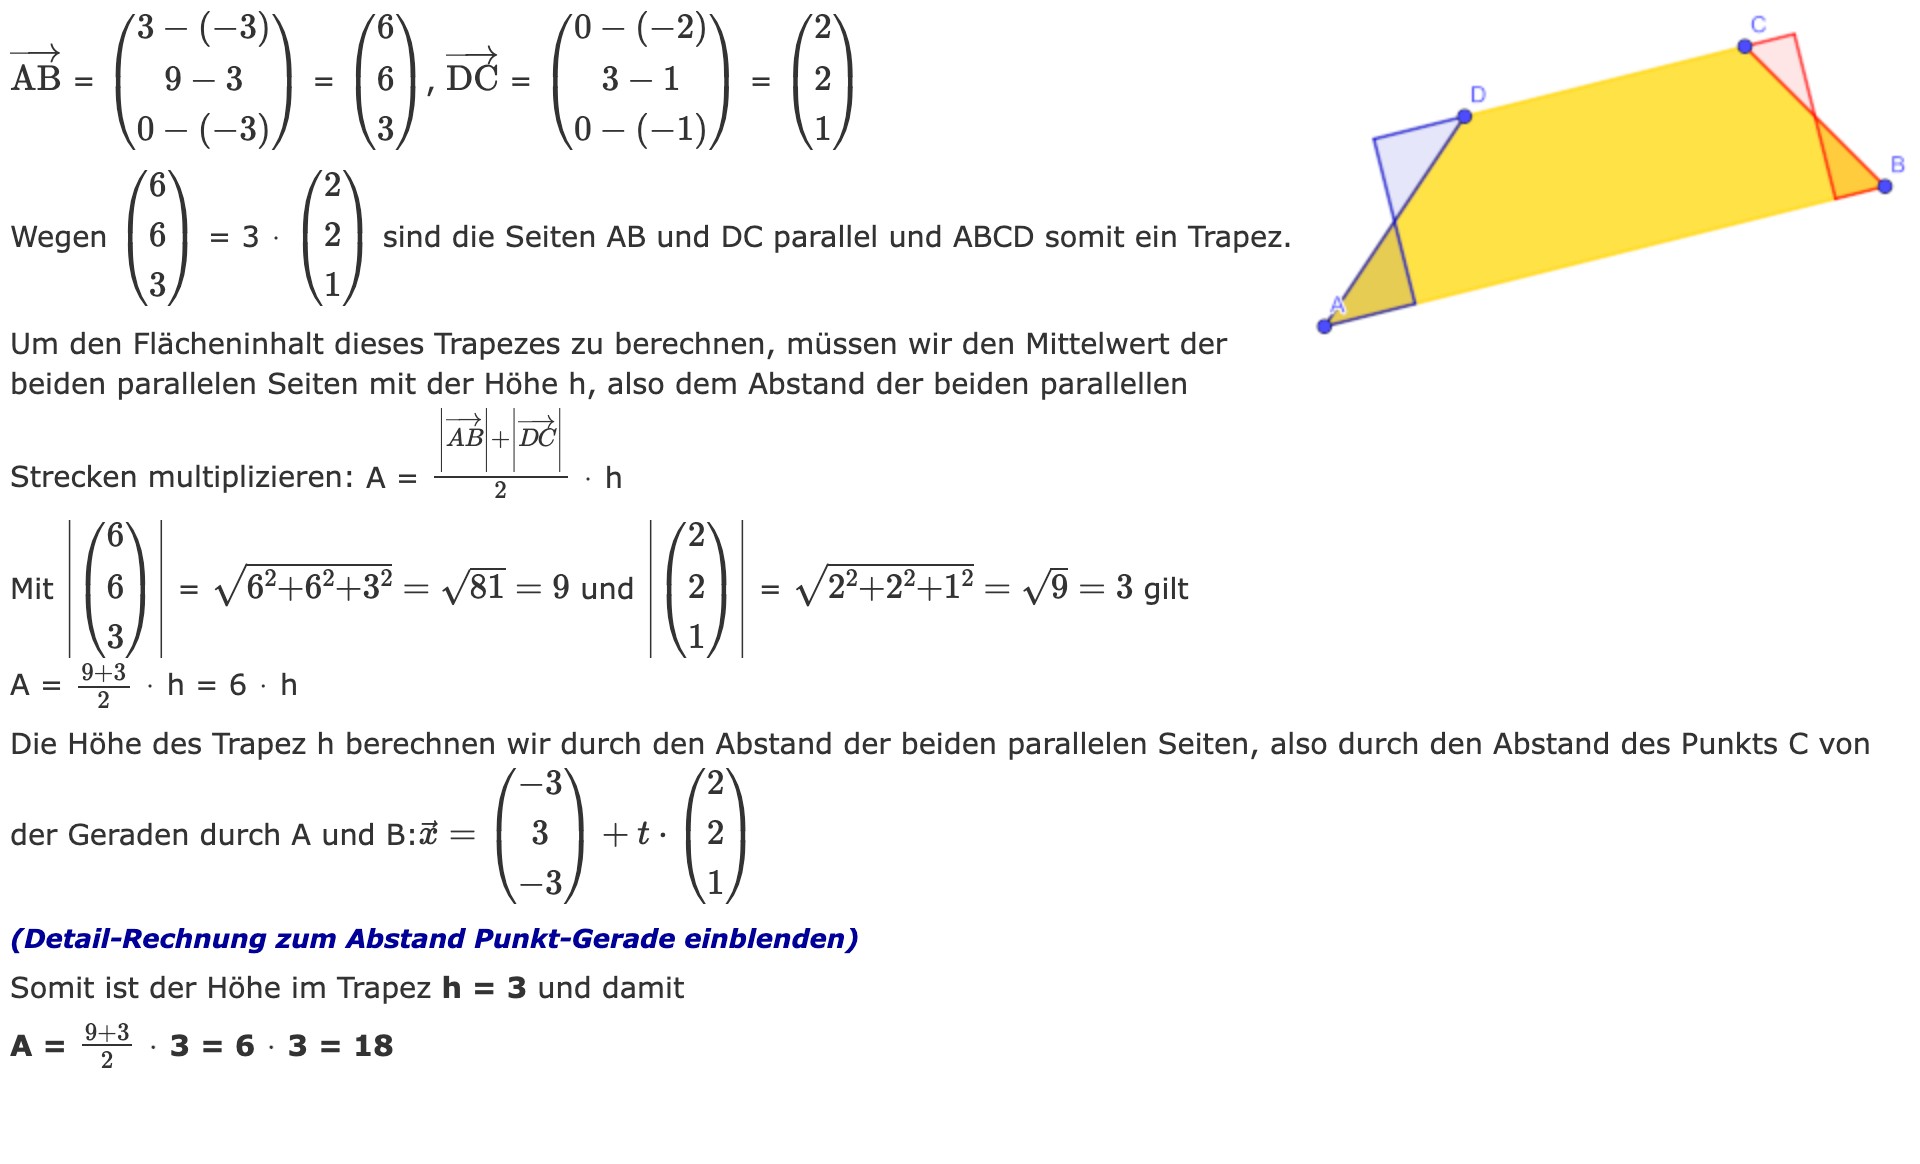 $\overrightarrow{AB} = \begin{pmatrix} 3-(-3) \\ 9-3 \\ 0-(-3) \end{pmatrix} = \begin{pmatrix} 6 \\ 6 \\ 3 \end{pmatrix}$, $\overrightarrow{DC} = \begin{pmatrix} 0-(-2) \\ 3-1 \\ 0-(-1) \end{pmatrix} = \begin{pmatrix} 2 \\ 2 \\ 1 \end{pmatrix}$
Wegen $\begin{pmatrix} 6 \\ 6 \\ 3 \end{pmatrix} = 3 \cdot \begin{pmatrix} 2 \\ 2 \\ 1 \end{pmatrix}$ sind die Seiten AB und DC parallel und ABCD somit ein Trapez.
Um den Flächeninhalt dieses Trapezes zu berechnen, müssen wir den Mittelwert der
beiden parallelen Seiten mit der Höhe h, also dem Abstand der beiden parallellen
Strecken multiplizieren: A = $\frac{\left|\overrightarrow{AB}\right|+\left|\overrightarrow{DC}\right|}{2}$ · h
Mit $\left|\begin{pmatrix} 6 \\ 6 \\ 3 \end{pmatrix}\right| = \sqrt{6^2+6^2+3^2} = \sqrt{81} = 9$ und $\left|\begin{pmatrix} 2 \\ 2 \\ 1 \end{pmatrix}\right| = \sqrt{2^2+2^2+1^2} = \sqrt{9} = 3$ gilt
A = $\frac{9+3}{2}$ · h = 6 · h
Die Höhe des Trapez h berechnen wir durch den Abstand der beiden parallelen Seiten, also durch den Abstand des Punkts C von
der Geraden durch A und B:$\vec{x} = \begin{pmatrix} -3 \\ 3 \\ -3 \end{pmatrix} + t \cdot \begin{pmatrix} 2 \\ 2 \\ 1 \end{pmatrix}$
(Detail-Rechnung zum Abstand Punkt-Gerade einblenden)
Somit ist der Höhe im Trapez h = 3 und damit
A = $\frac{9+3}{2}$ · 3 = 6 · 3 = 18
C
D
B
A